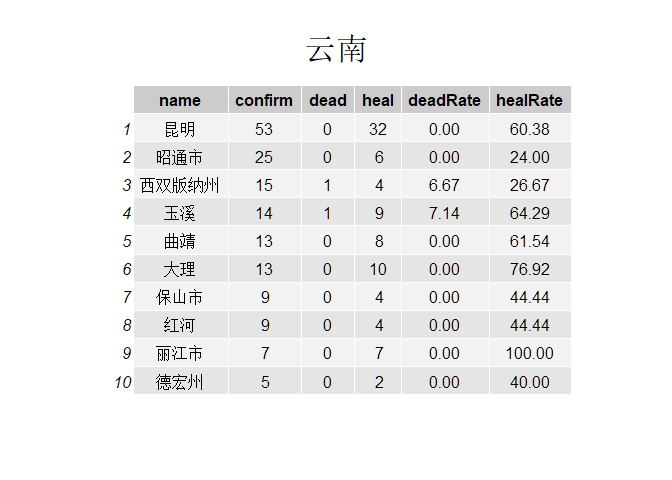 云南
name confirm dead heal deadRate healRate
1 昆明 53 0 32 0.00 60.38
2 昭通市 25 0 6 0.00 24.00
3 西双版纳州 15 1 4 6.67 26.67
4 玉溪 14 1 9 7.14 64.29
5 曲靖 13 0 8 0.00 61.54
6 大理 13 0 10 0.00 76.92
7 保山市 9 0 4 0.00 44.44
8 红河 9 0 4 0.00 44.44
9 丽江市 7 0 7 0.00 100.00
10 德宏州 5 0 2 0.00 40.00